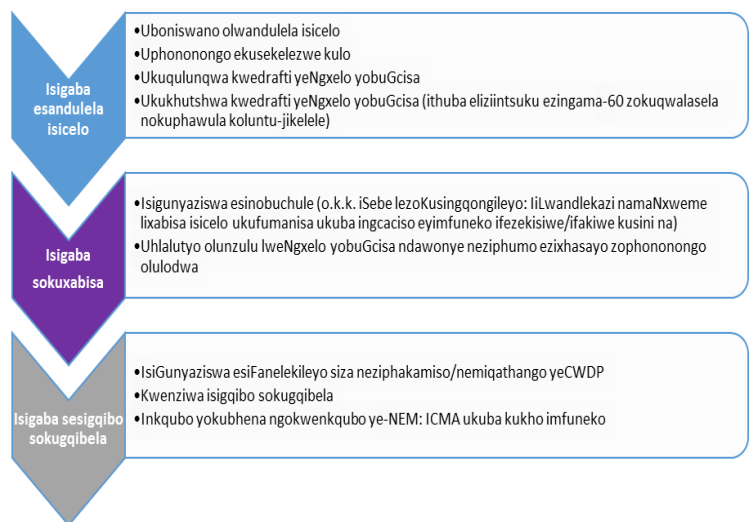 Isigaba
esandulela
isicelo
•Uboniswano olwandulela isicelo
•Uphononongo ekusekelezwe kulo
•Ukuqulunqwa kwedrafti yeNgxelo yobuGcisa
•Ukukhutshwa kwedrafti yeNgxelo yobuGcisa (ithuba eliziintsuku ezingama-60 zokuqwalasela
nokuphawula koluntu-jikelele)
Isigaba
sokuxabisa
•Isigunyaziswa esinobuchule (o.k.k. iSebe lezoKusingqongileyo: IiLwandlekazi namaNxweme
lixabisa isicelo ukufumanisa ukuba ingcaciso eyimfuneko ifezekisiwe/ifakiwe kusini na)
•Uhlalutyo olunzulu lweNgxelo yobuGcisa ndawonye neziphumo ezixhasayo zophononongo
olulodwa
Isigaba sesigqibo
sokugqibela
•IsiGunyaziswa esiFanelekileyo siza neziphakamiso/nemiqathango yeCWDP
•Kwenziwa isigqibo sokugqibela
•Inkqubo yokubhena ngokwenkqubo ye-NEM: ICMA ukuba kukho imfuneko